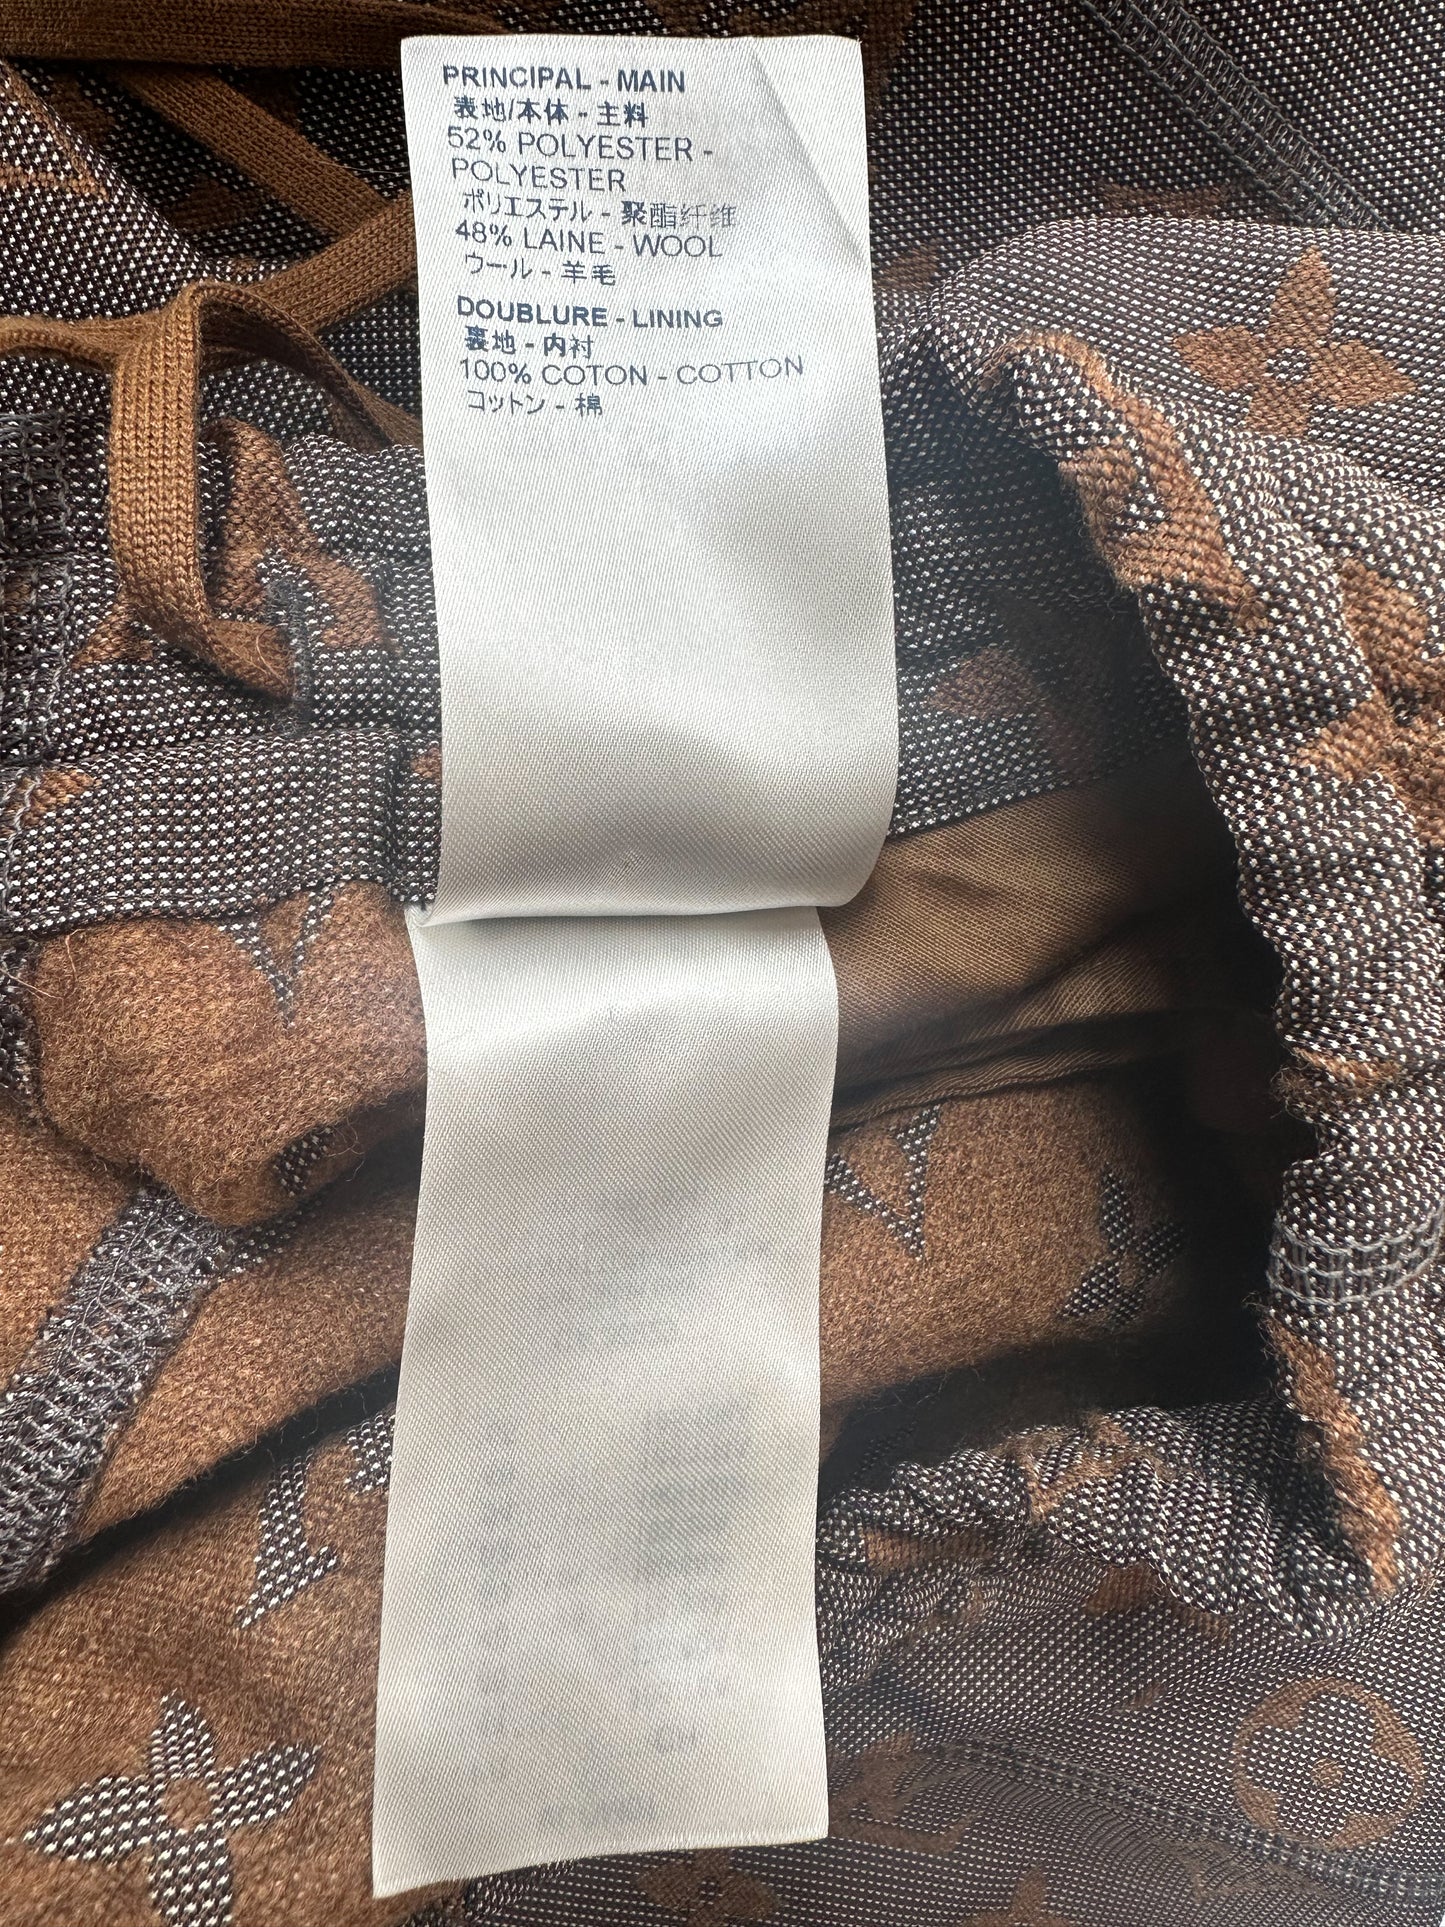 PRINCIPAL - MAIN
表地/本体 - 主料
52% POLYESTER -
POLYESTER
ポリエステル - 聚酯纤维
48% LAINE - WOOL
ウール - 羊毛
DOUBLURE - LINING
裏地 - 内衬
100% COTON - COTTON
コットン - 棉